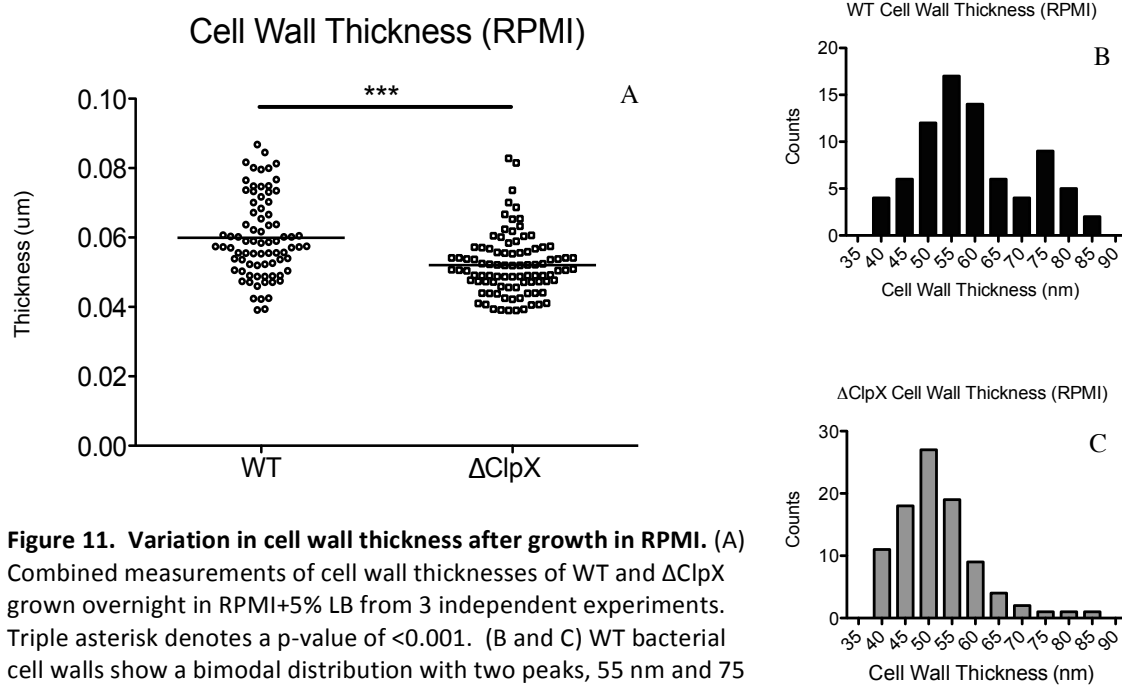 Cell Wall Thickness (RPMI)
A
***
Thickness (um)
0.10
0.08
0.06
0.04
0.02
0.00
WT
ΔClpX
WT Cell Wall Thickness (RPMI)
B
Counts
20
15
10
5
0
35 40 45 50 55 60 65 70 75 80 85 90
Cell Wall Thickness (nm)
ΔClpX Cell Wall Thickness (RPMI)
C
Counts
30
20
10
0
35 40 45 50 55 60 65 70 75 80 85 90
Cell Wall Thickness (nm)
Figure 11. Variation in cell wall thickness after growth in RPMI. (A)
Combined measurements of cell wall thicknesses of WT and ΔClpX
grown overnight in RPMI+5% LB from 3 independent experiments.
Triple asterisk denotes a p-value of <0.001. (B and C) WT bacterial
cell walls show a bimodal distribution with two peaks, 55 nm and 75